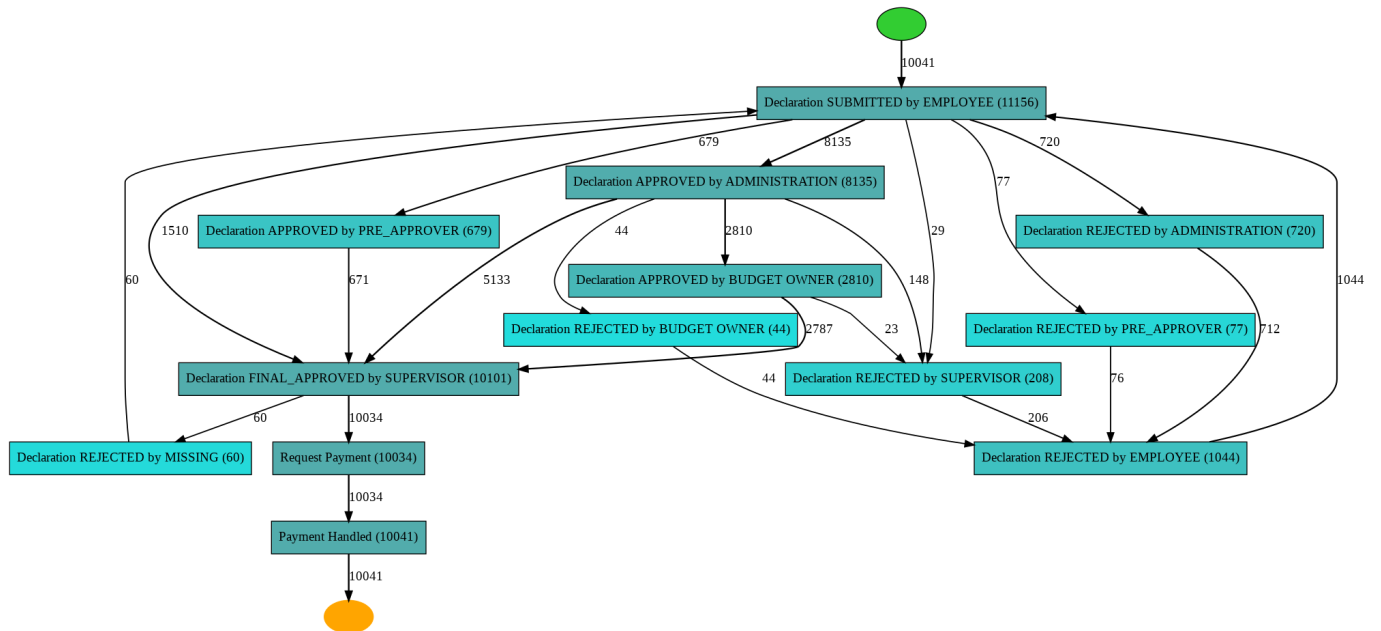 10041
Declaration SUBMITTED by EMPLOYEE (11156)
679
8135
720
Declaration APPROVED by ADMINISTRATION (8135)
77
1510
Declaration APPROVED by PRE_APPROVER (679)
44
2810
29
Declaration REJECTED by ADMINISTRATION (720)
60
671
5133
Declaration APPROVED by BUDGET OWNER (2810)
148
1044
Declaration REJECTED by BUDGET OWNER (44)
2787
23
Declaration REJECTED by PRE_APPROVER (77)
712
Declaration FINAL_APPROVED by SUPERVISOR (10101)
44
Declaration REJECTED by SUPERVISOR (208)
76
60
10034
206
Declaration REJECTED by MISSING (60)
Request Payment (10034)
Declaration REJECTED by EMPLOYEE (1044)
10034
Payment Handled (10041)
10041